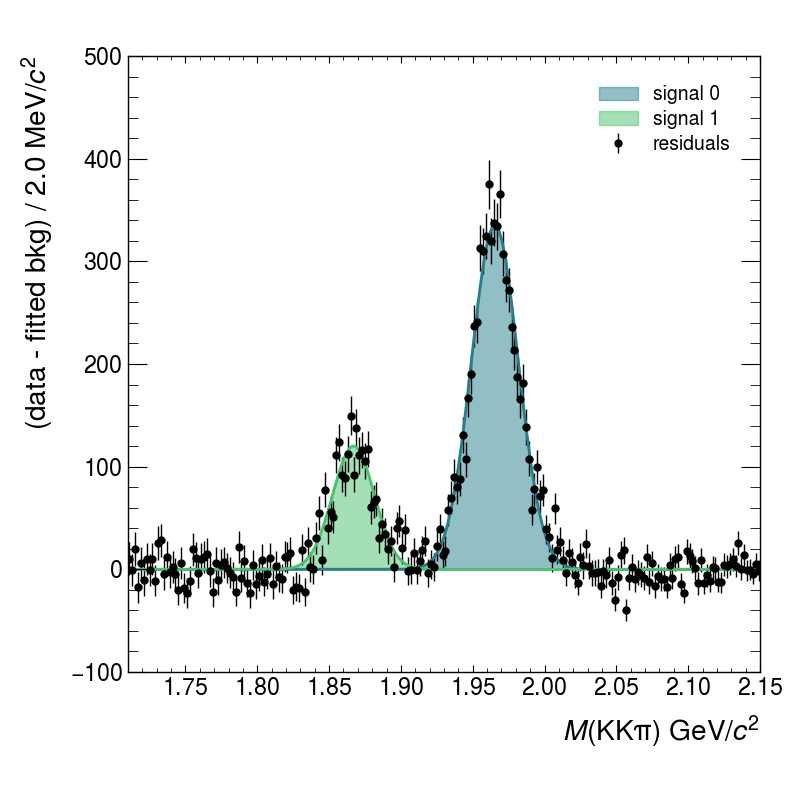 (data - fitted bkg) / 2.0 MeV/c²
500
400
300
200
100
0
−100
signal 0
signal 1
residuals
1.75 1.80 1.85 1.90 1.95 2.00 2.05 2.10 2.15
M(KKπ) GeV/c²